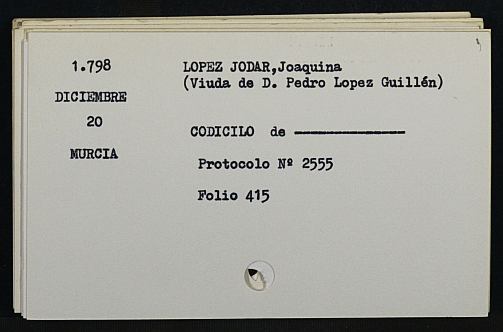 1.798 LOPEZ JODAR,Joaquina
(Viuda de D. Pedro Lopez Guillén)
DICIEMBRE
20
CODICILO de ----------------
MURCIA
Protocolo Nº 2555
Folio 415